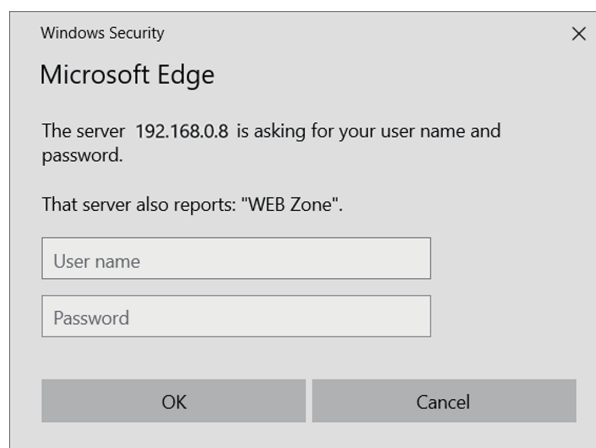 Windows Security
Microsoft Edge
The server 192.168.0.8 is asking for your user name and
password.
That server also reports: "WEB Zone".
User name
Password
OK
Cancel